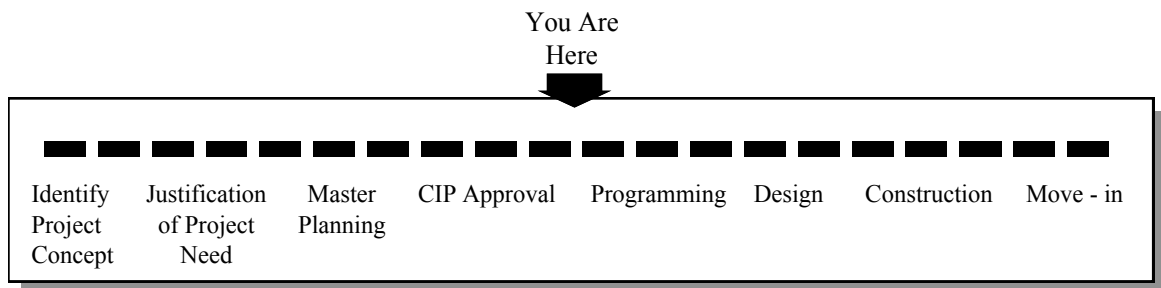 You Are
Here
Identify
Project
Concept
Justification
of Project
Need
Master
Planning
CIP Approval
Programming
Design
Construction
Move - in